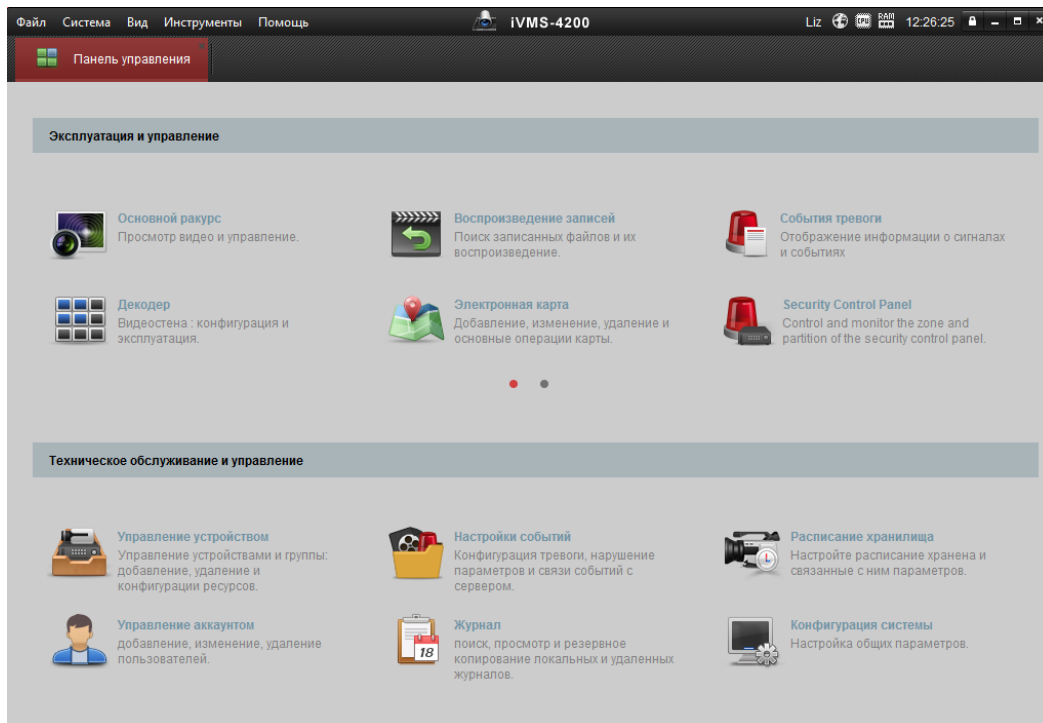 Файл Система Вид Инструменты Помощь iVMS-4200 Liz CPU RAM 12:26:25
Панель управления
Эксплуатация и управление
Основной ракурс
Просмотр видео и управление.
Воспроизведение записей
Поиск записанных файлов и их
воспроизведение.
События тревоги
Отображение информации о сигналах
и событиях
Декодер
Видеостена : конфигурация и
эксплуатация.
Электронная карта
Добавление, изменение, удаление и
основные операции карты.
Security Control Panel
Control and monitor the zone and
partition of the security control panel.
Техническое обслуживание и управление
Управление устройством
Управление устройствами и группы:
добавление, удаление и
конфигурации ресурсов.
Настройки событий
Конфигурация тревоги, нарушение
параметров и связи событий с
сервером.
Расписание хранилища
Настройте расписание хранена и
связанные с ним параметров.
Управление аккаунтом
добавление, изменение, удаление
пользователей.
18
Журнал
поиск, просмотр и резервное
копирование локальных и удаленных
журналов.
Конфигурация системы
Настройка общих параметров.